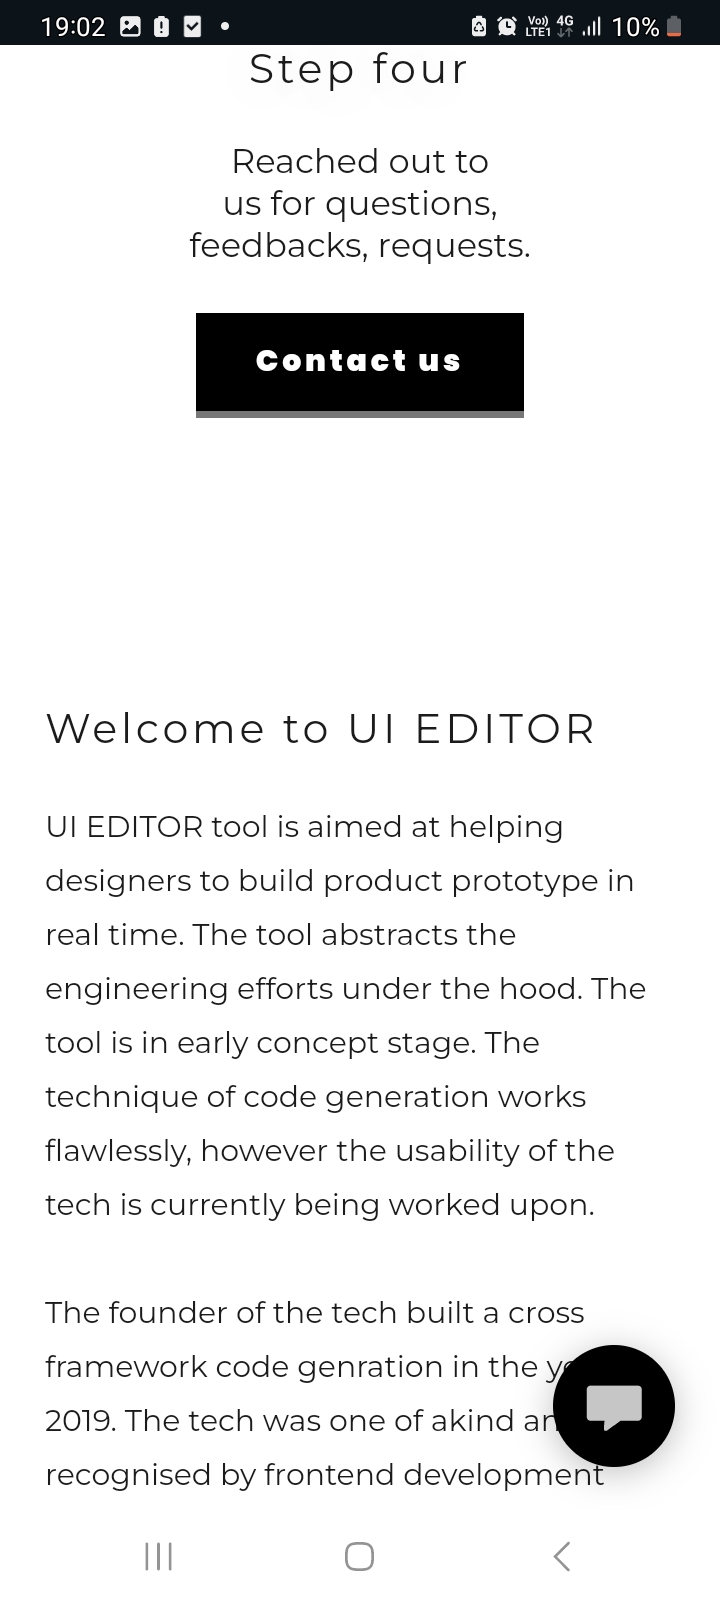 19:02
Vo))
LTE1
4G
10%
Step four
Reached out to
us for questions,
feedbacks, requests.
Contact us
Welcome to UI EDITOR
UI EDITOR tool is aimed at helping
designers to build product prototype in
real time. The tool abstracts the
engineering efforts under the hood. The
tool is in early concept stage. The
technique of code generation works
flawlessly, however the usability of the
tech is currently being worked upon.
The founder of the tech built a cross
framework code genration in the
2019. The tech was one of akind
recognised by frontend development